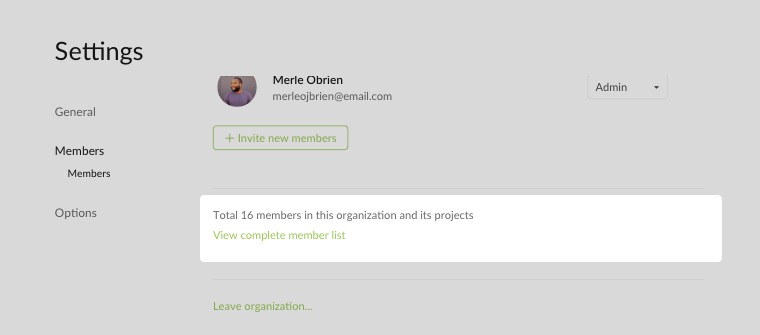 Settings
General
Members
Members
Options
Merle Obrien
merleojbrien@email.com
Admin
+ Invite new members
Total 16 members in this organization and its projects
View complete member list
Leave organization...